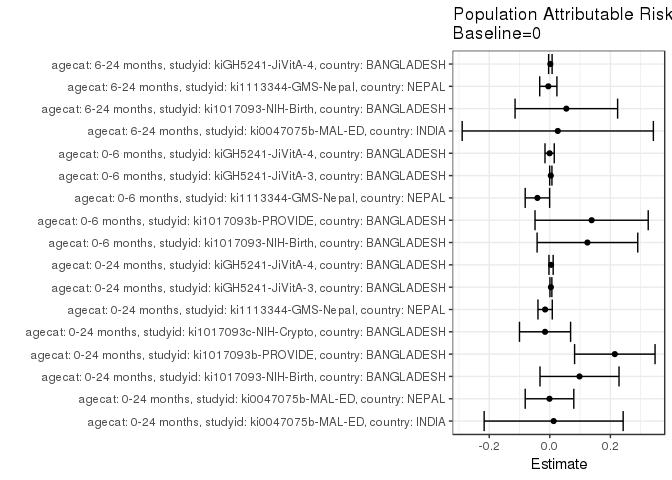 Population Attributable Risk
Baseline=0
agecat: 6-24 months, studyid: kiGH5241-JiVitA-4, country: BANGLADESH
agecat: 6-24 months, studyid: ki1113344-GMS-Nepal, country: NEPAL
agecat: 6-24 months, studyid: ki1017093-NIH-Birth, country: BANGLADESH
agecat: 6-24 months, studyid: ki0047075b-MAL-ED, country: INDIA
agecat: 0-6 months, studyid: kiGH5241-JiVitA-4, country: BANGLADESH
agecat: 0-6 months, studyid: kiGH5241-JiVitA-3, country: BANGLADESH
agecat: 0-6 months, studyid: ki1113344-GMS-Nepal, country: NEPAL
agecat: 0-6 months, studyid: ki1017093b-PROVIDE, country: BANGLADESH
agecat: 0-6 months, studyid: ki1017093-NIH-Birth, country: BANGLADESH
agecat: 0-24 months, studyid: kiGH5241-JiVitA-4, country: BANGLADESH
agecat: 0-24 months, studyid: kiGH5241-JiVitA-3, country: BANGLADESH
agecat: 0-24 months, studyid: ki1113344-GMS-Nepal, country: NEPAL
agecat: 0-24 months, studyid: ki1017093c-NIH-Crypto, country: BANGLADESH
agecat: 0-24 months, studyid: ki1017093b-PROVIDE, country: BANGLADESH
agecat: 0-24 months, studyid: ki1017093-NIH-Birth, country: BANGLADESH
agecat: 0-24 months, studyid: ki0047075b-MAL-ED, country: NEPAL
agecat: 0-24 months, studyid: ki0047075b-MAL-ED, country: INDIA
-0.2 0.0 0.2
Estimate